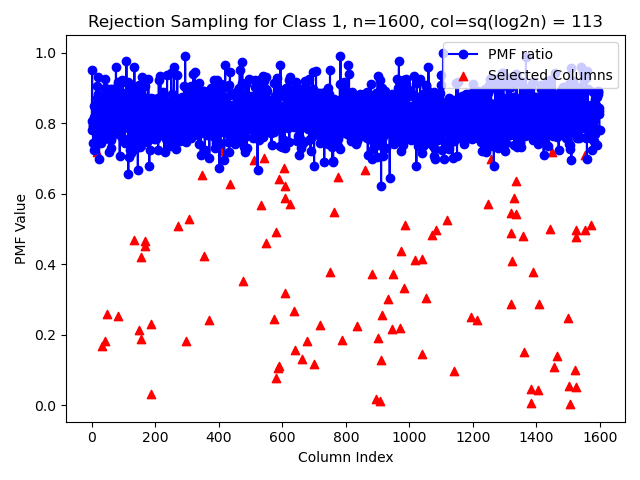 Rejection Sampling for Class 1, n=1600, col=sq(log2n) = 113
PMF ratio
Selected Columns
1.0
0.8
0.6
0.4
0.2
0.0
PMF Value
0 200 400 600 800 1000 1200 1400 1600
Column Index